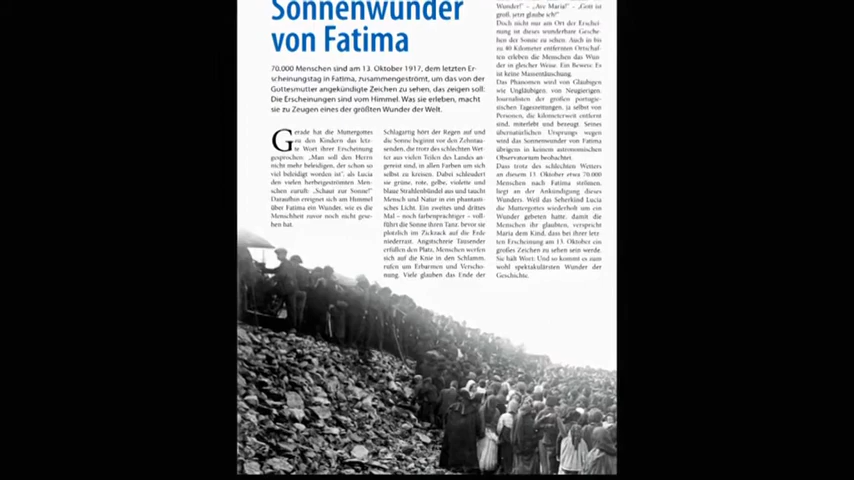 Sonnenwunder
von Fatima
70.000 Menschen sind am 13. Oktober 1917, dem letzten Er-
scheinungstag in Fatima, zusammengeströmt, um das von der
Gottesmutter angekündigte Zeichen zu sehen, das zeigen soll:
Die Erscheinungen sind vom Himmel. Was sie erleben, macht
sie zu Zeugen eines der größten Wunder der Welt.
Gerade hat die Muttergottes
zu den Kindern das letz-
te Wort ihrer Erscheinung
gesprochen: „Man soll den Herrn
nicht mehr beleidigen, der schon so
viel beleidigt worden ist“, als Lucia
den vielen herbeigeströmten Men-
schen zuruft: „Schaut zur Sonne!“
Daraufhin ereignet sich am Himmel
über Fatima ein Wunder, wie es die
Menschheit zuvor noch nicht gese-
hen hat.
Schlagartig hört der Regen auf und
die Sonne beginnt vor den Zehntau-
senden, die trotz des schlechten Wet-
ter aus vielen Teilen des Landes an-
gereist sind, in allen Farben um sich
selbst zu kreisen. Dabei schleudert
sie grüne, rote, gelbe, violette und
blaue Strahlenbündel aus und taucht
Mensch und Natur in ein phantasti-
sches Licht. Ein zweites und drittes
Mal – noch farbenprächtiger – voll-
führt die Sonne ihren Tanz, bevor sie
plötzlich im Zickzack auf die Erde
niederrast. Angstschreie Tausender
erfüllen den Platz, Menschen werfen
sich auf die Knie in den Schlamm,
rufen um Erbarmen und Verscho-
nung. Viele glauben das Ende der
Wunder!“ – „Ave Maria!“ – „Gott ist
groß, jetzt glaube ich!“
Doch nicht nur am Ort der Erschei-
nung ist dieses wunderbare Gesche-
hen der Sonne zu sehen. Auch in bis
zu 40 Kilometer entfernten Ortschaf-
ten erleben die Menschen das Wun-
der in gleicher Weise. Ein Beweis: Es
ist keine Massentäuschung.
Das Phänomen wird von Gläubigen
wie Ungläubigen, von Neugierigen,
Journalisten der großen portugie-
sischen Tageszeitungen, ja selbst von
Personen, die kilometerweit entfernt
sind, miterlebt und bezeugt. Seines
übernatürlichen Ursprungs wegen
wird das Sonnenwunder von Fatima
übrigens in keinem astronomischen
Observatorium beobachtet.
Dass trotz des schlechten Wetters
an diesem 13. Oktober etwa 70.000
Menschen nach Fatima strömen,
liegt an der Ankündigung dieses
Wunders. Weil das Seherkind Lucia
die Muttergottes wiederholt um ein
Wunder gebeten hatte, damit die
Menschen ihr glaubten, verspricht
Maria dem Kind, dass bei ihrer letz-
ten Erscheinung am 13. Oktober ein
großes Zeichen zu sehen sein werde.
Sie hält Wort: Und so kommt es zum
wohl spektakulärsten Wunder der
Geschichte.